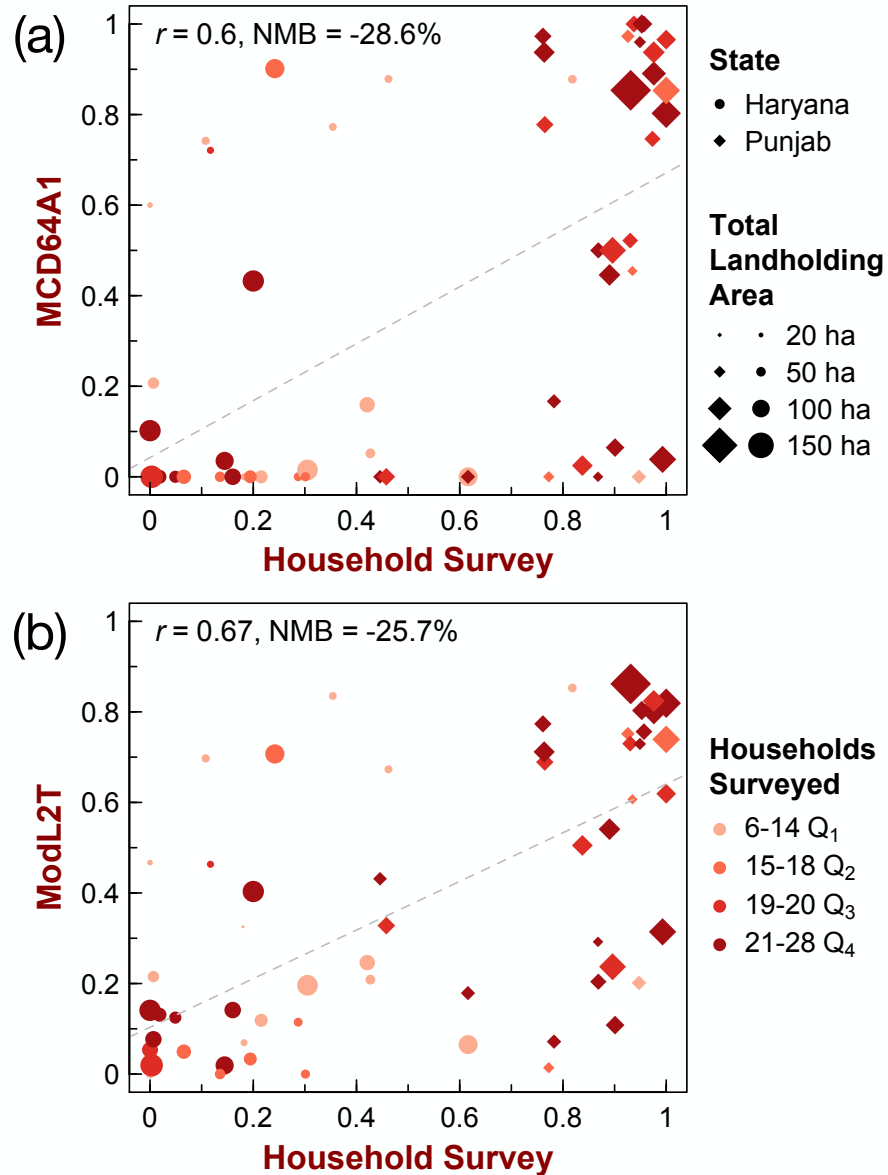 (a)
r = 0.6, NMB = -28.6%
1
0.8
0.6
0.4
0.2
0
MCD64A1
0
0.2
0.4
0.6
0.8
1
Household Survey
State
Haryana
Punjab
Total
Landholding
Area
20 ha
50 ha
100 ha
150 ha
(b)
r = 0.67, NMB = -25.7%
1
0.8
0.6
0.4
0.2
0
ModL2T
0
0.2
0.4
0.6
0.8
1
Household Survey
Households
Surveyed
6-14 Q₁
15-18 Q₂
19-20 Q₃
21-28 Q₄